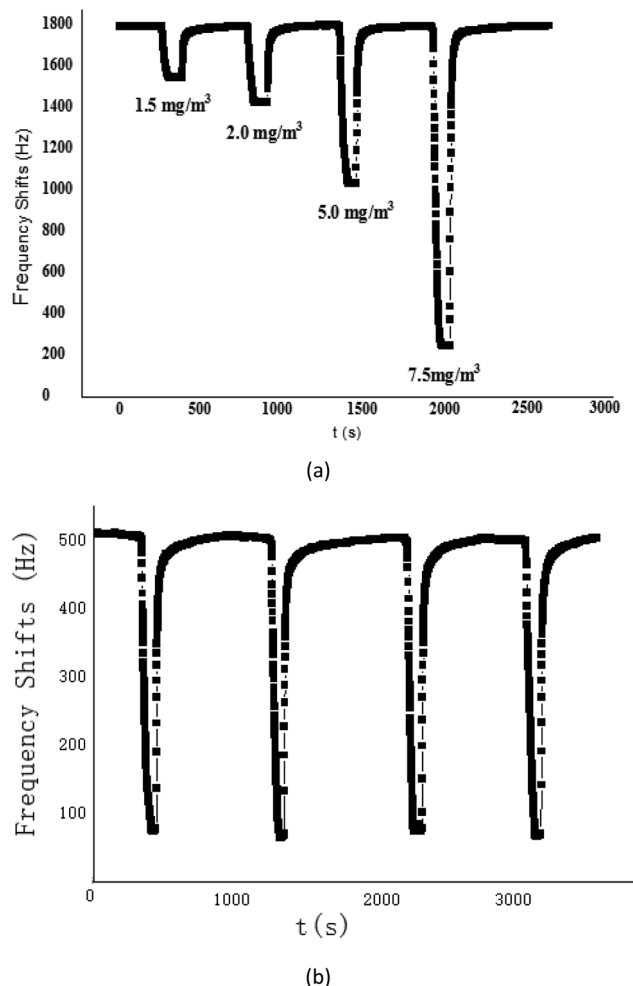 1800
1600
1400
1200
1000
800
600
400
200
0
Frequency Shifts (Hz)
1.5 mg/m³
2.0 mg/m³
5.0 mg/m³
7.5mg/m³
0 500 1000 1500 2000 2500 3000
t (s)
(a)
500
400
300
200
100
Frequency Shifts (Hz)
0 1000 2000 3000
t(s)
(b)